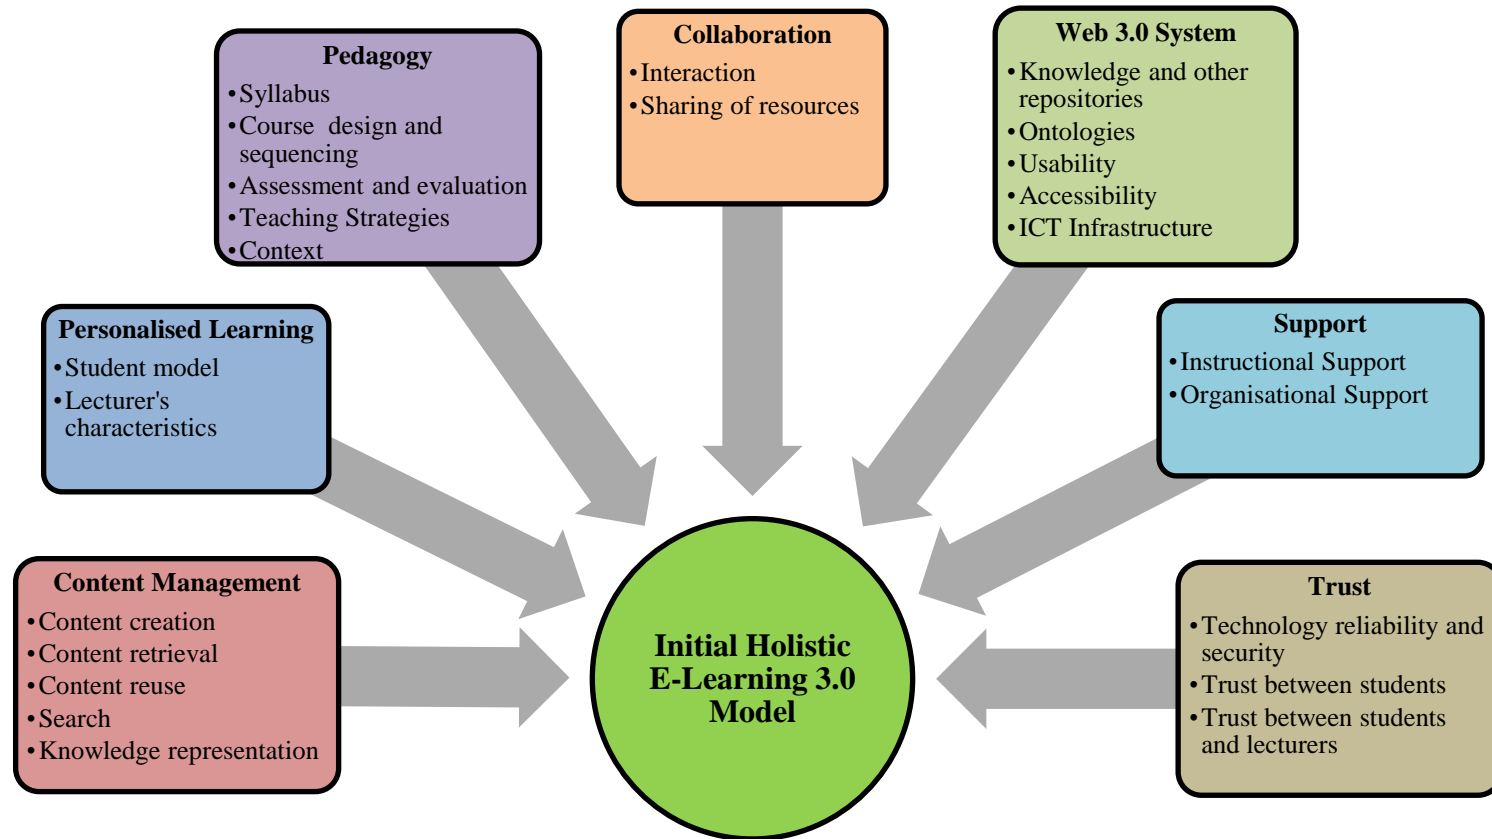 Pedagogy
•Syllabus
•Course design and
sequencing
•Assessment and evaluation
•Teaching Strategies
•Context
Collaboration
•Interaction
•Sharing of resources
Web 3.0 System
•Knowledge and other
repositories
•Ontologies
•Usability
•Accessibility
•ICT Infrastructure
Personalised Learning
•Student model
•Lecturer's
characteristics
Support
•Instructional Support
•Organisational Support
Content Management
•Content creation
•Content retrieval
•Content reuse
•Search
•Knowledge representation
Initial Holistic
E-Learning 3.0
Model
Trust
•Technology reliability and
security
•Trust between students
•Trust between students
and lecturers